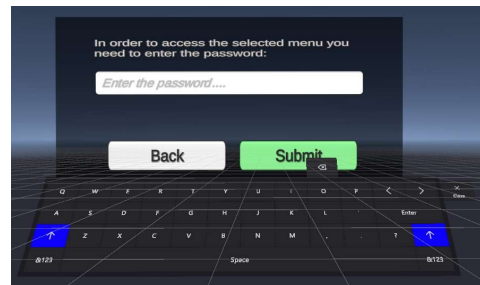 In order to access the selected menu you
need to enter the password:
Enter the password....
Back
Submit
Q W E R T Y U I O P < >
Close
A S D F G H J K L ' Enter
Z X C V B N M , . ?
&123 Space &123